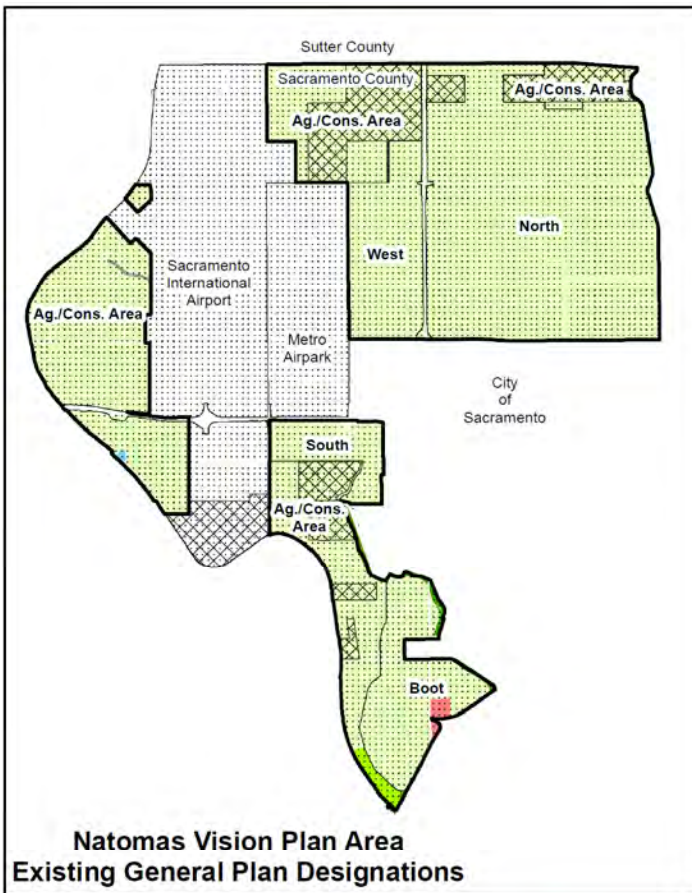 Sutter County
Sacramento County
Ag./Cons. Area
Ag./Cons. Area
North
West
Sacramento
International
Airport
Ag./Cons. Area
Metro
Airpark
City
of
Sacramento
South
Ag./Cons.
Area
Boot
Natomas Vision Plan Area
Existing General Plan Designations